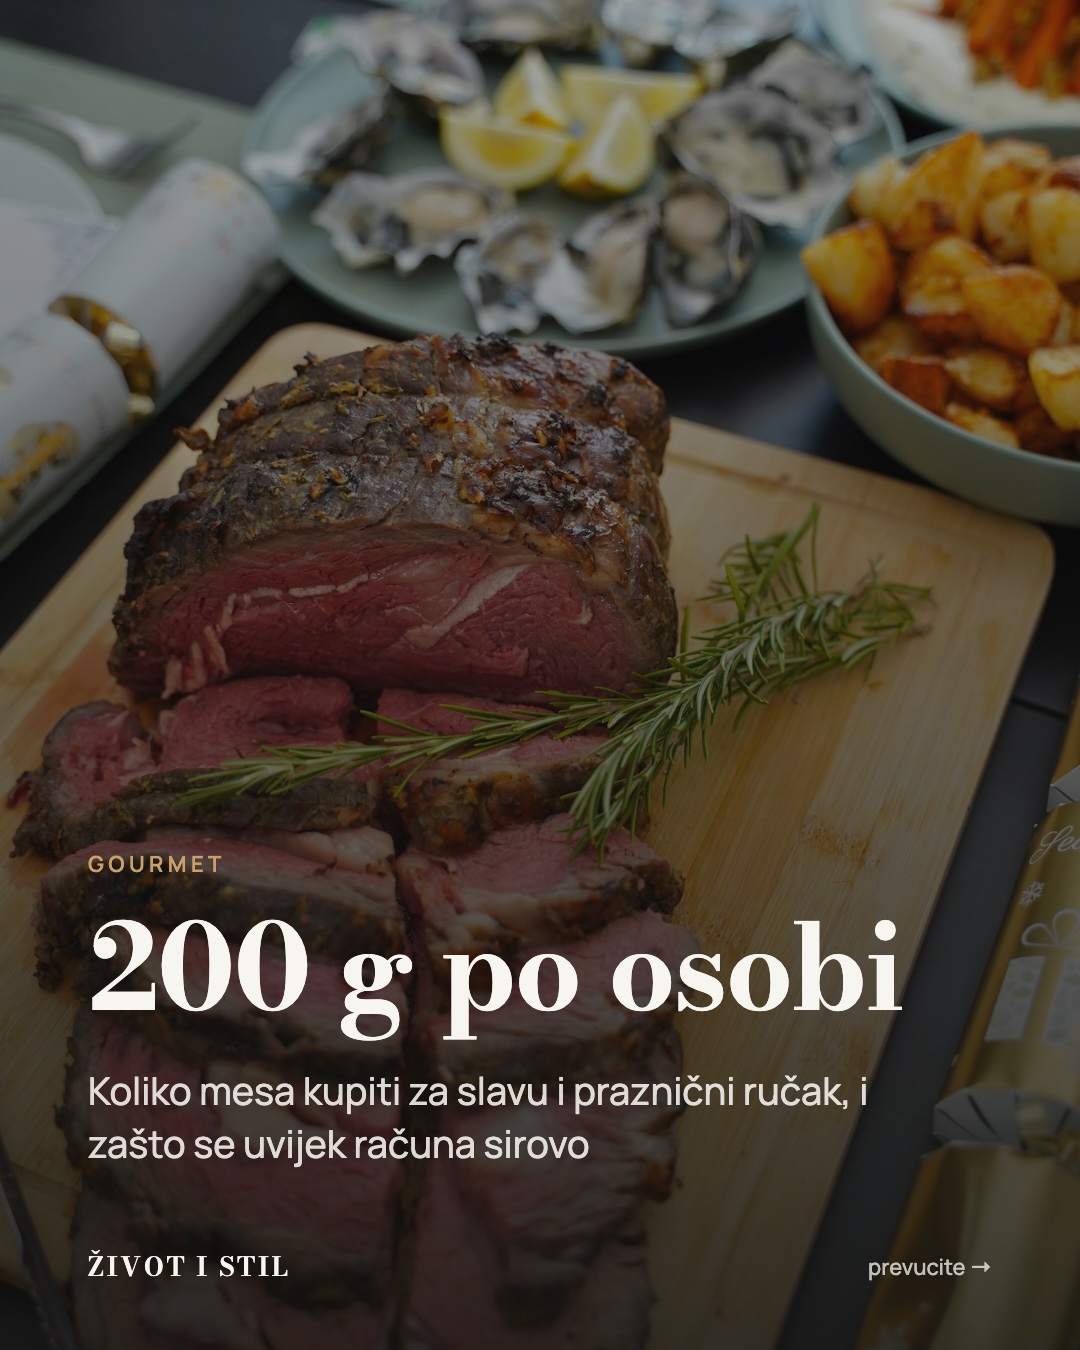 GOURMET
200 g po osobi
Koliko mesa kupiti za slavu i praznični ručak, i
zašto se uvijek računa sirovo
ŽIVOT I STIL
prevucite →